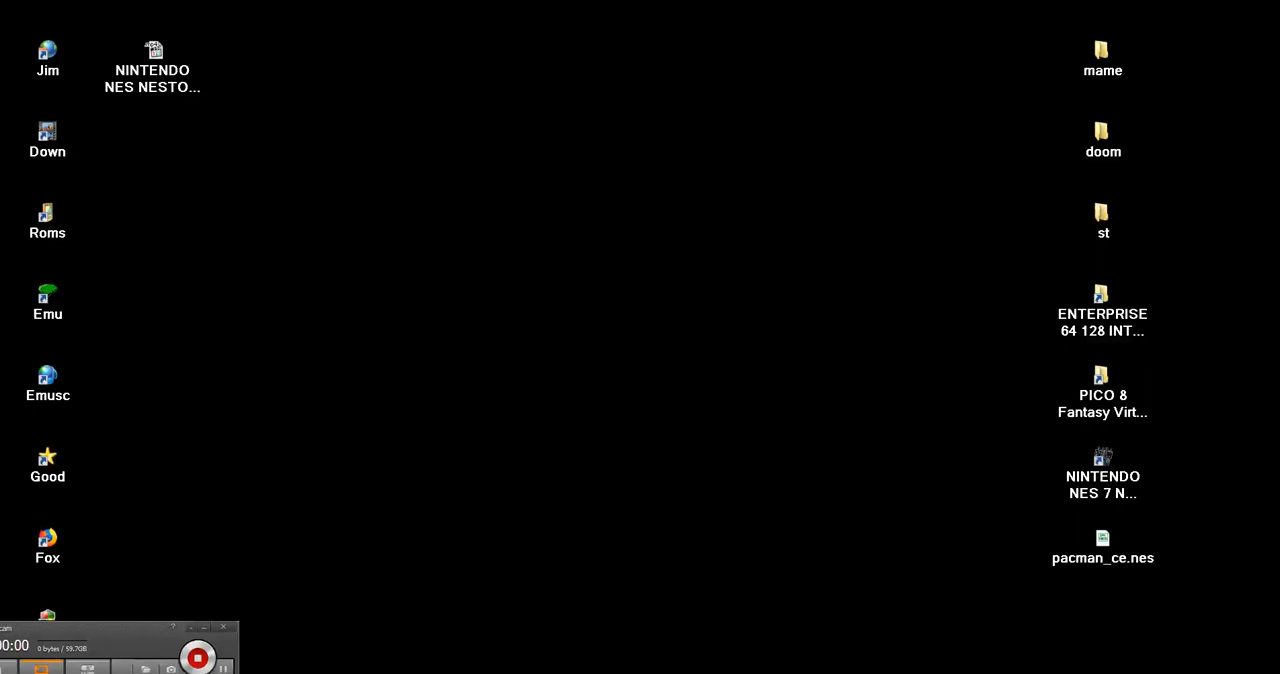 Jim
NINTENDO
NES NESTO...
Down
Roms
Emu
Emusc
Good
Fox
mame
doom
st
ENTERPRISE
64 128 INT...
PICO 8
Fantasy Virt...
NINTENDO
NES 7 N...
pacman_ce.nes
cam
00:00
0 bytes / 59.7GB